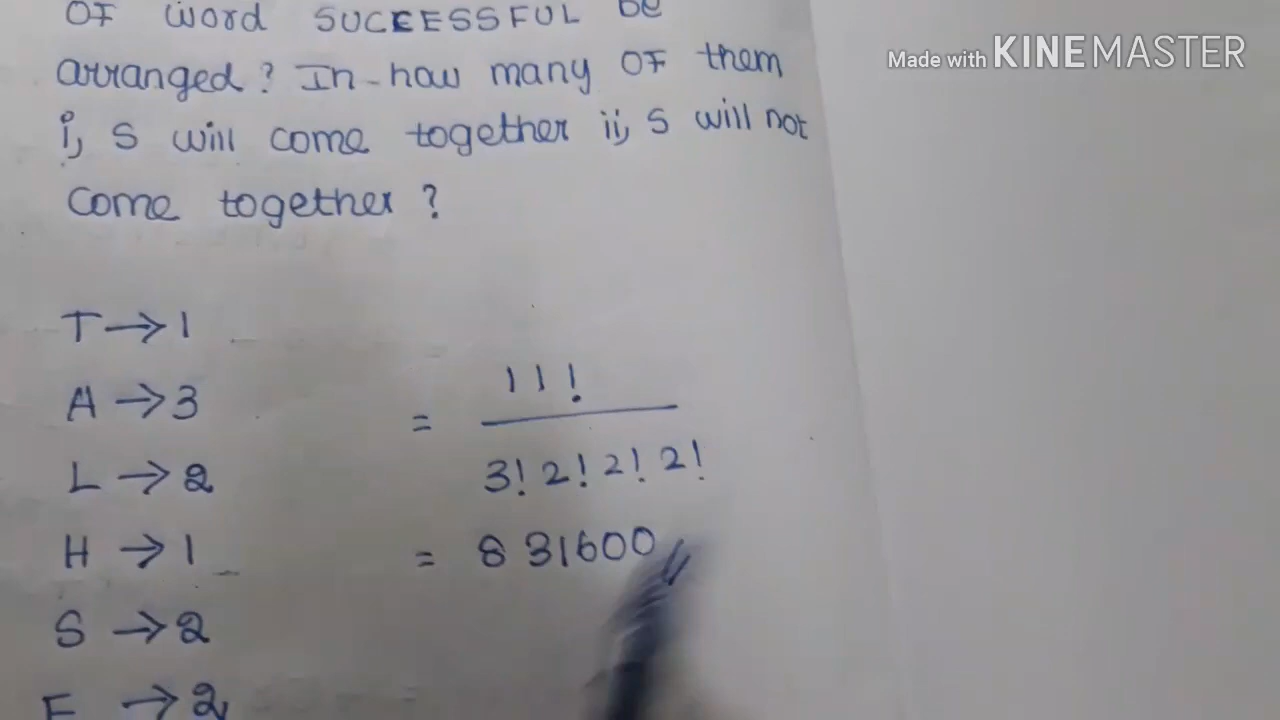 OF word SUCCESSFUL be
arranged? In how many OF them
i, S will come together ii, S will not
come together?
Made with KINEMASTER
T → 1
A → 3
L → 2
H → 1
S → 2
E → 2
= 11!
3! 2! 2! 2!
= 831600